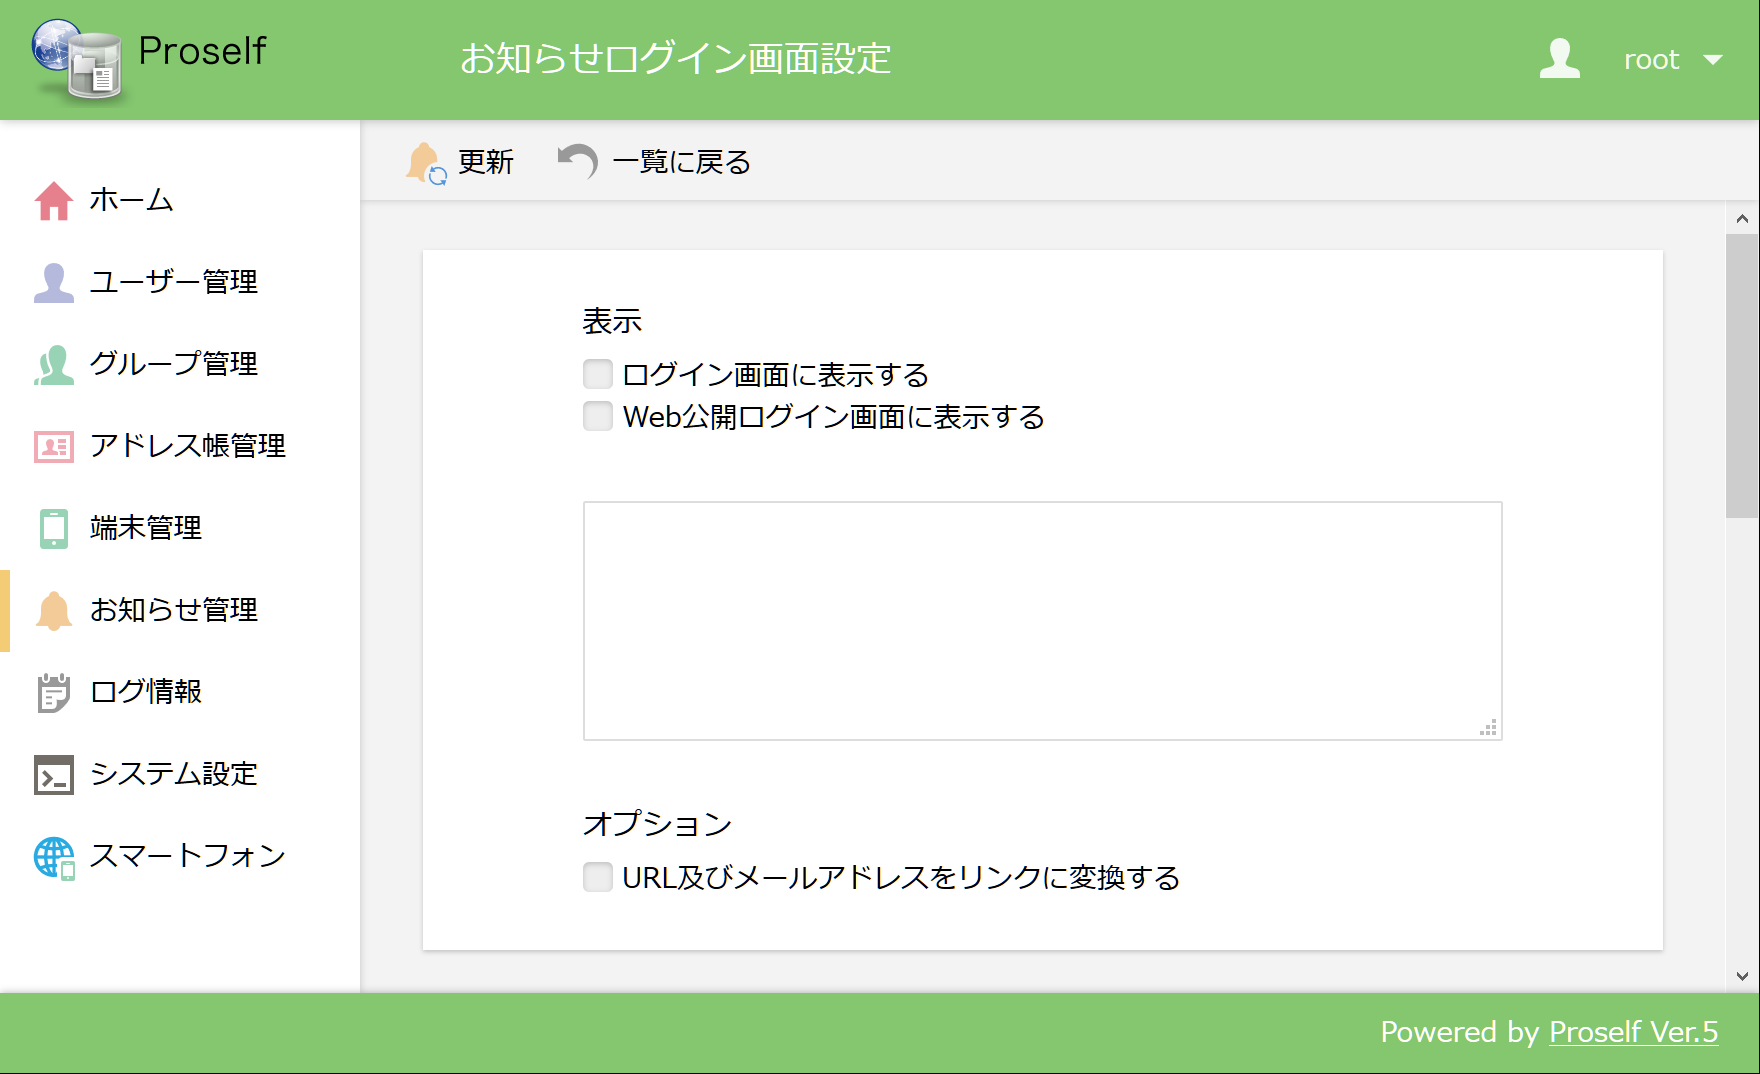 Proself
お知らせログイン画面設定
root
更新
一覧に戻る
ホーム
ユーザー管理
グループ管理
アドレス帳管理
端末管理
お知らせ管理
ログ情報
システム設定
スマートフォン
表示
ログイン画面に表示する
Web公開ログイン画面に表示する
オプション
URL及びメールアドレスをリンクに変換する
Powered by Proself Ver.5